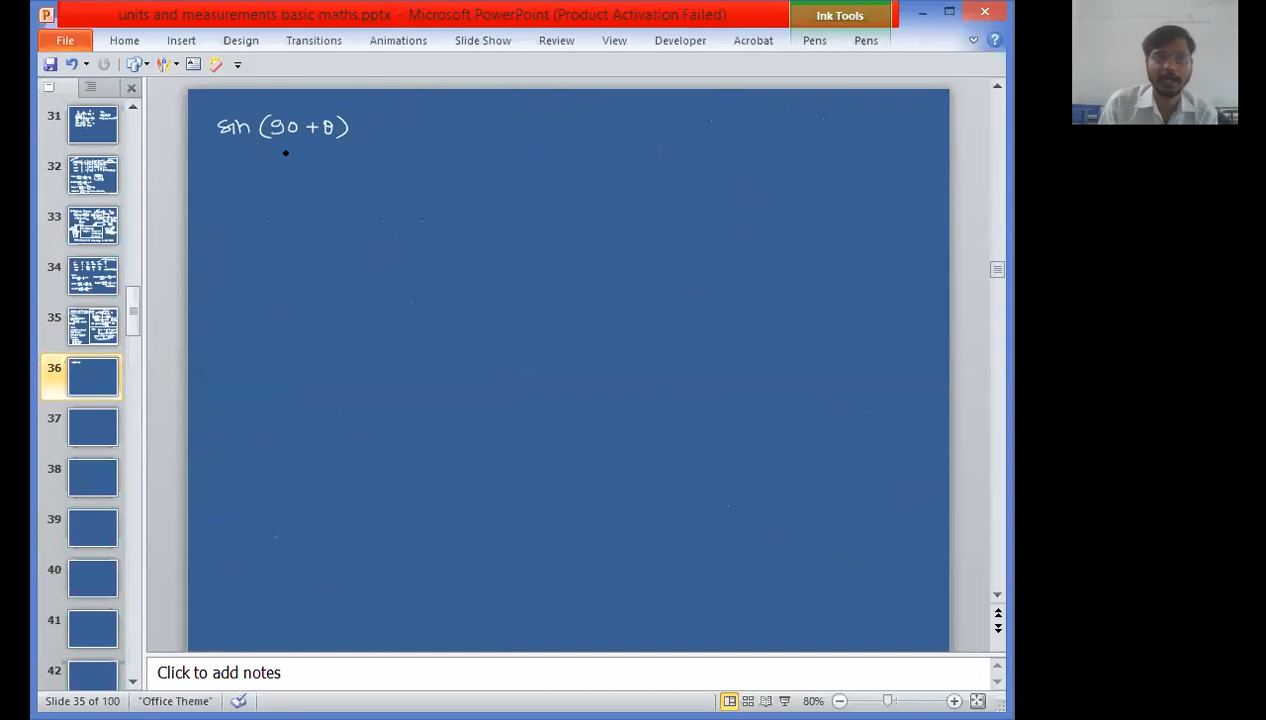 units and measurements basic maths.pptx - Microsoft PowerPoint (Product Activation Failed)
Ink Tools
File Home Insert Design Transitions Animations Slide Show Review View Developer Acrobat Pens Pens
31
32
33
34
35
36
37
38
39
40
41
42
sin (90 + θ)
Click to add notes
Slide 35 of 100 "Office Theme" 80%